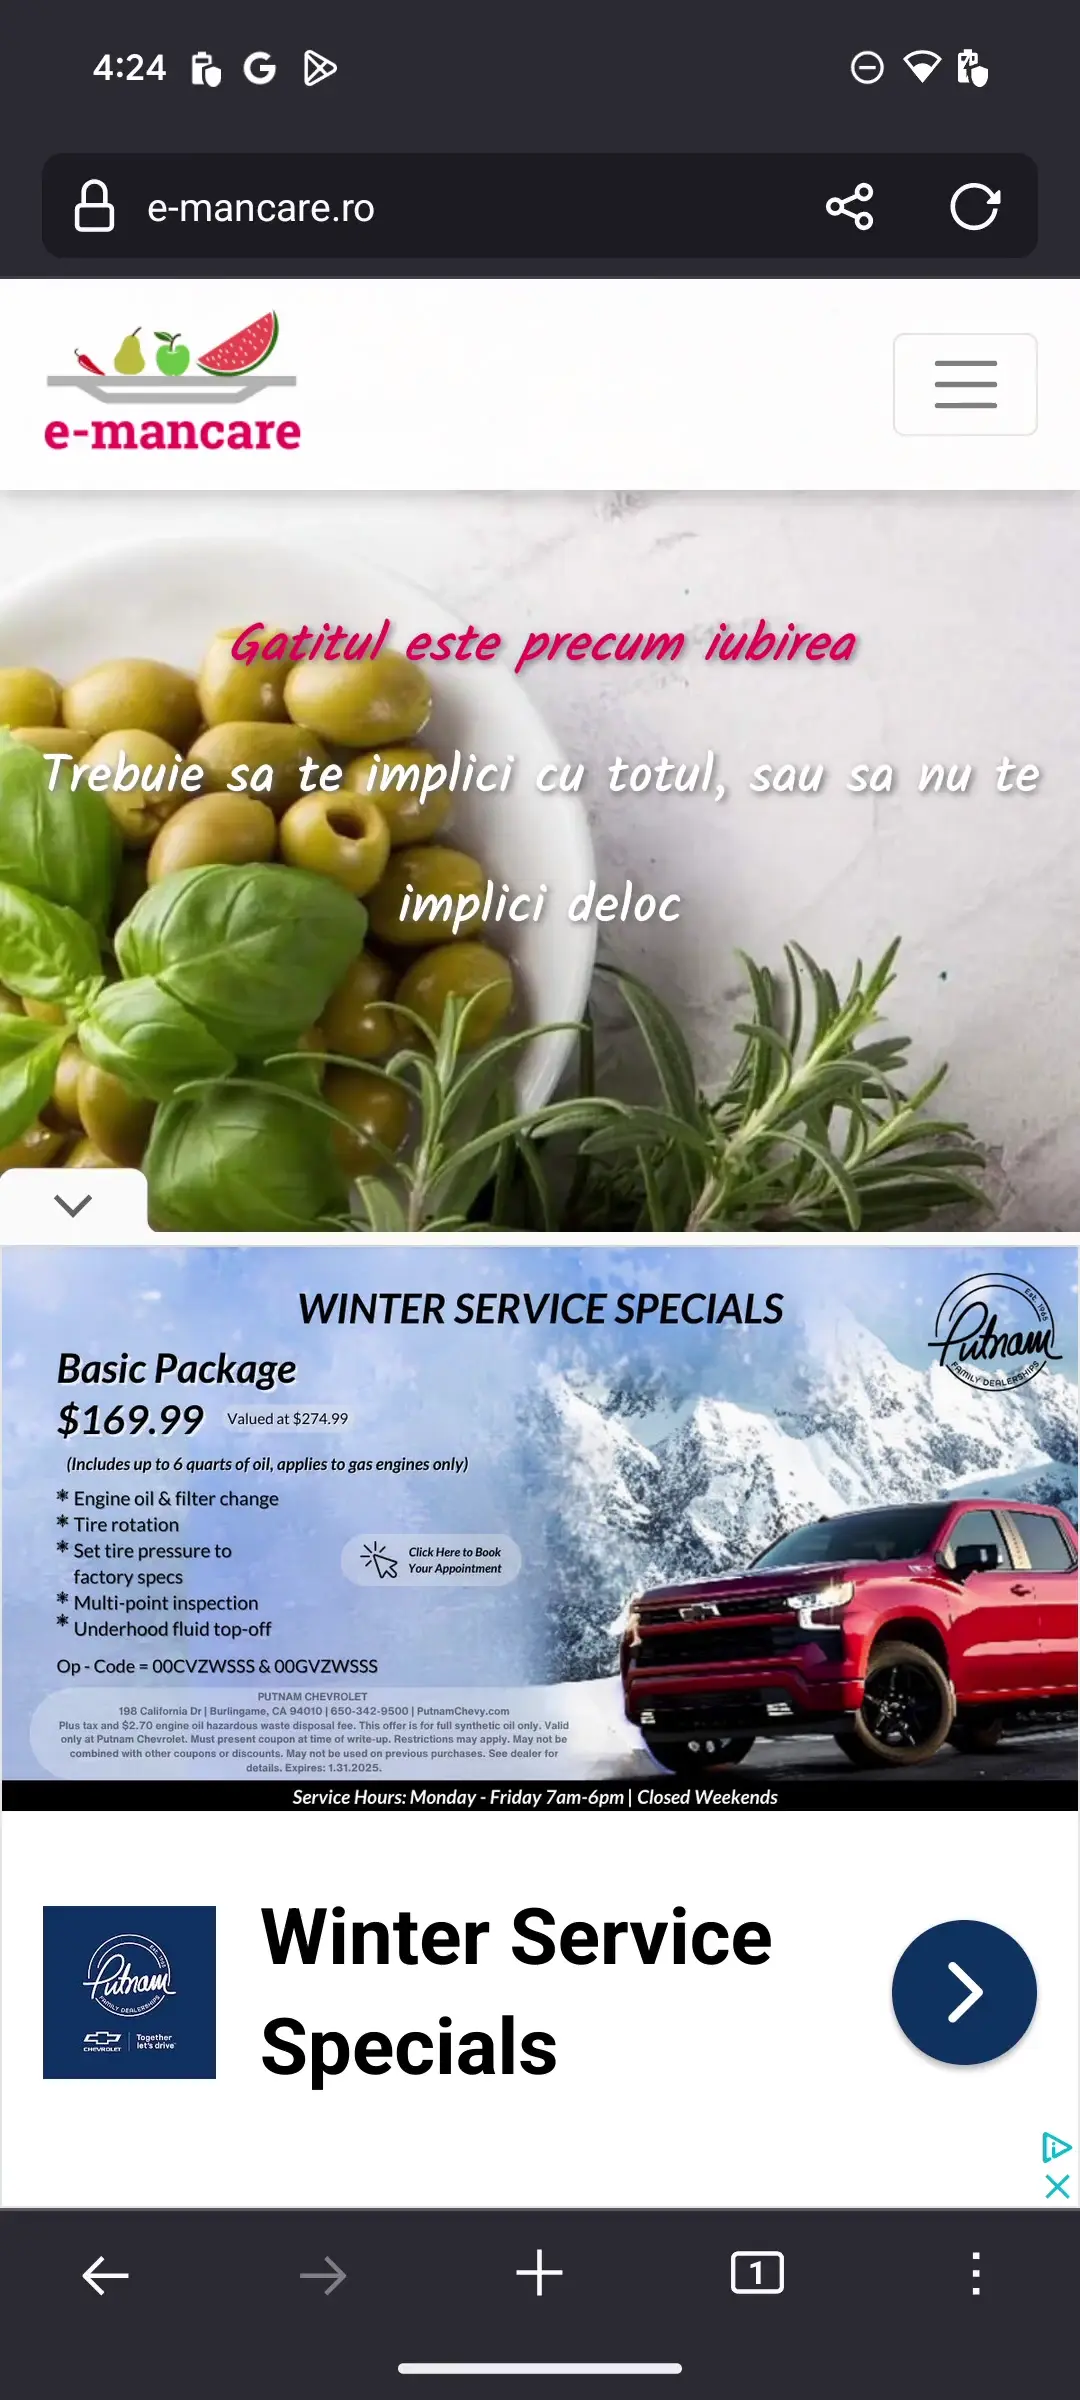 4:24
e-mancare.ro
e-mancare
Gatitul este precum iubirea
Trebuie sa te implici cu totul, sau sa nu te
implici deloc
WINTER SERVICE SPECIALS
Est. 1965
Putnam
FAMILY DEALERSHIPS
Basic Package
$169.99 Valued at $274.99
(Includes up to 6 quarts of oil, applies to gas engines only)
* Engine oil & filter change
* Tire rotation
* Set tire pressure to
factory specs
* Multi-point inspection
* Underhood fluid top-off
Click Here to Book
Your Appointment
Op - Code = 00CVZWSSS & 00GVZWSSS
PUTNAM CHEVROLET
198 California Dr | Burlingame, CA 94010 | 650-342-9500 | PutnamChevy.com
Plus tax and $2.70 engine oil hazardous waste disposal fee. This offer is for full synthetic oil only. Valid
only at Putnam Chevrolet. Must present coupon at time of write-up. Restrictions may apply. May not be
combined with other coupons or discounts. May not be used on previous purchases. See dealer for
details. Expires: 1.31.2025.
Service Hours: Monday - Friday 7am-6pm | Closed Weekends
Est. 1965
Putnam
FAMILY DEALERSHIPS
CHEVROLET
Together
let's drive
Winter Service
Specials
1